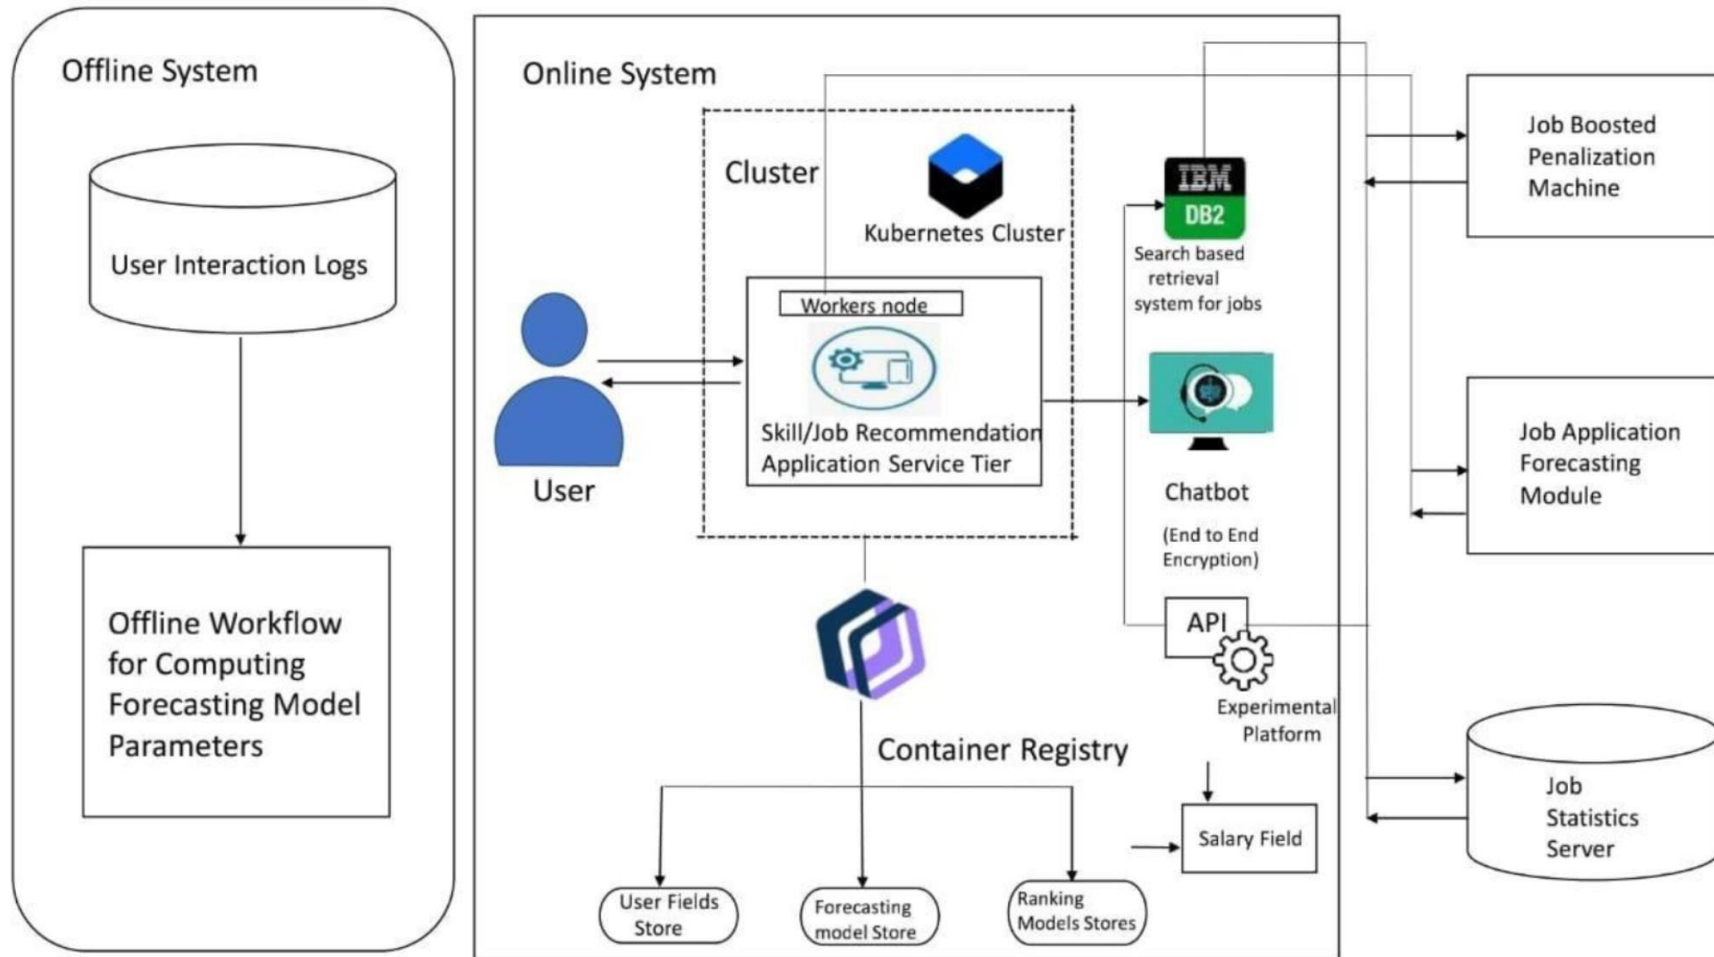 Offline System
User Interaction Logs
Offline Workflow
for Computing
Forecasting Model
Parameters
Online System
Cluster
Kubernetes Cluster
Workers node
Skill/Job Recommendation
Application Service Tier
User
IBM
DB2
Search based
retrieval
system for jobs
Chatbot
(End to End
Encryption)
API
Experimental
Platform
Container Registry
Salary Field
User Fields
Store
Forecasting
model Store
Ranking
Models Stores
Job Boosted
Penalization
Machine
Job Application
Forecasting
Module
Job
Statistics
Server